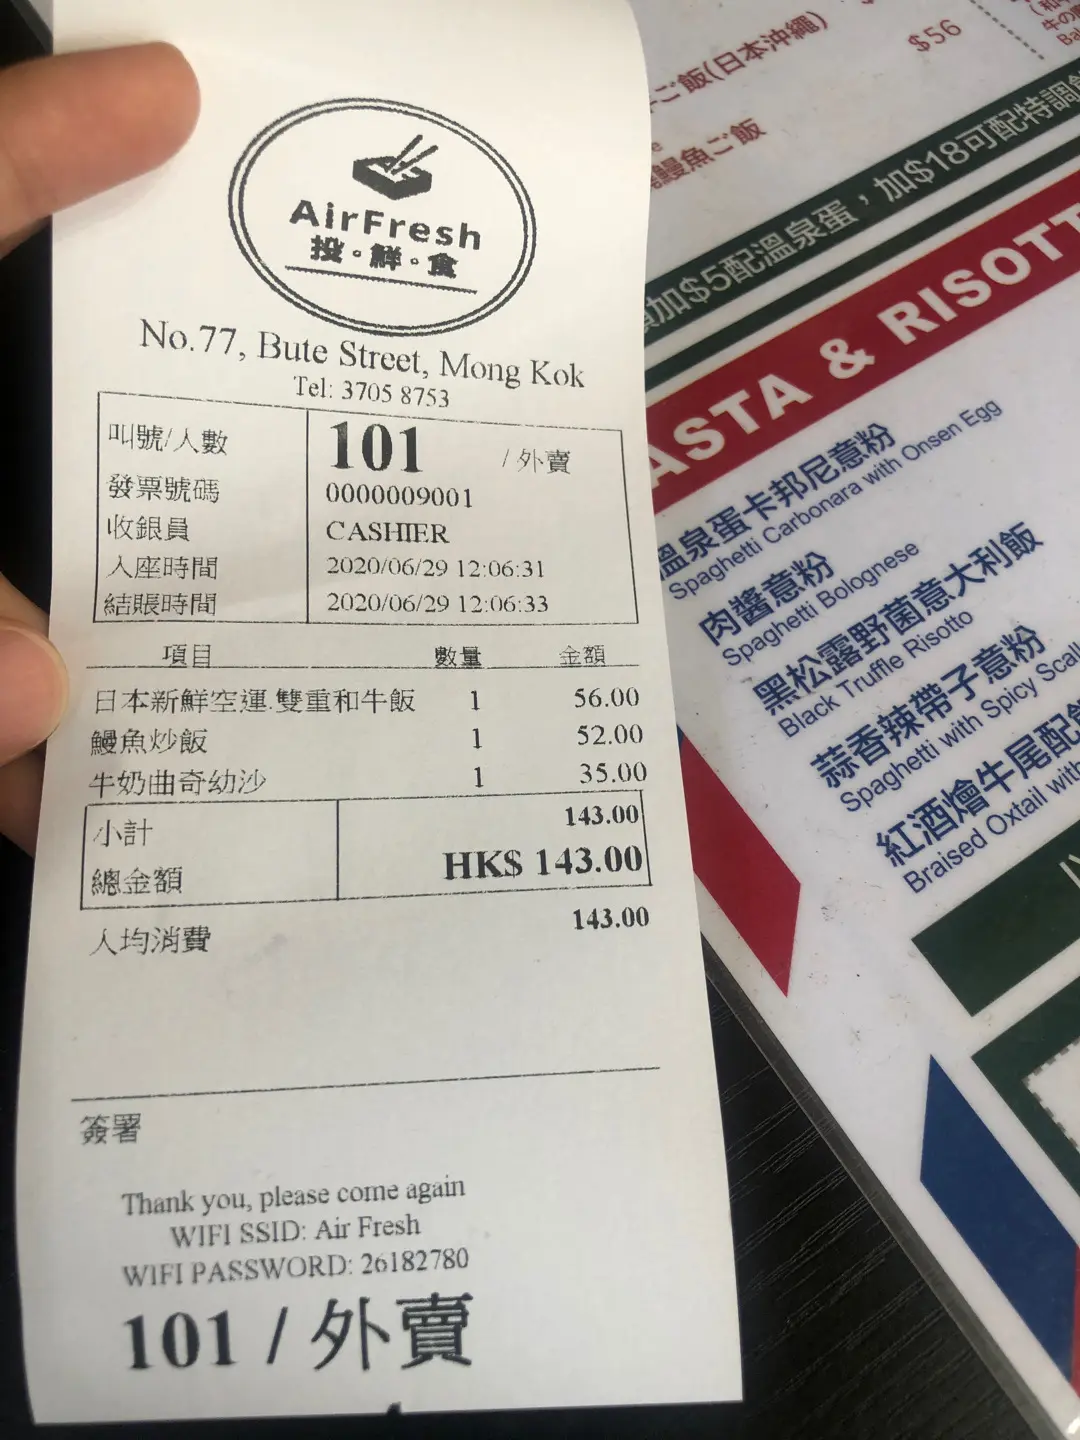 AirFresh
投。鮮。食
No.77, Bute Street, Mong Kok
Tel: 3705 8753
叫號/人數 101 / 外賣
發票號碼 0000009001
收銀員 CASHIER
入座時間 2020/06/29 12:06:31
結賬時間 2020/06/29 12:06:33
項目 數量 金額
日本新鮮空運.雙重和牛飯 1 56.00
鰻魚炒飯 1 52.00
牛奶曲奇幼沙 1 35.00
小計 143.00
總金額 HK$ 143.00
人均消費 143.00
簽署
Thank you, please come again
WIFI SSID: Air Fresh
WIFI PASSWORD: 26182780
101 / 外賣
ご飯(日本沖繩)
$56
鰻魚ご飯
加$5配溫泉蛋，加$18可配特調
ASTA & RISOTT
溫泉蛋卡邦尼意粉
Spaghetti Carbonara with Onsen Egg
肉醬意粉
Spaghetti Bolognese
黑松露野菌意大利飯
Black Truffle Risotto
蒜香辣帶子意粉
Spaghetti with Spicy Scall
紅酒燴牛尾配
Braised Oxtail with